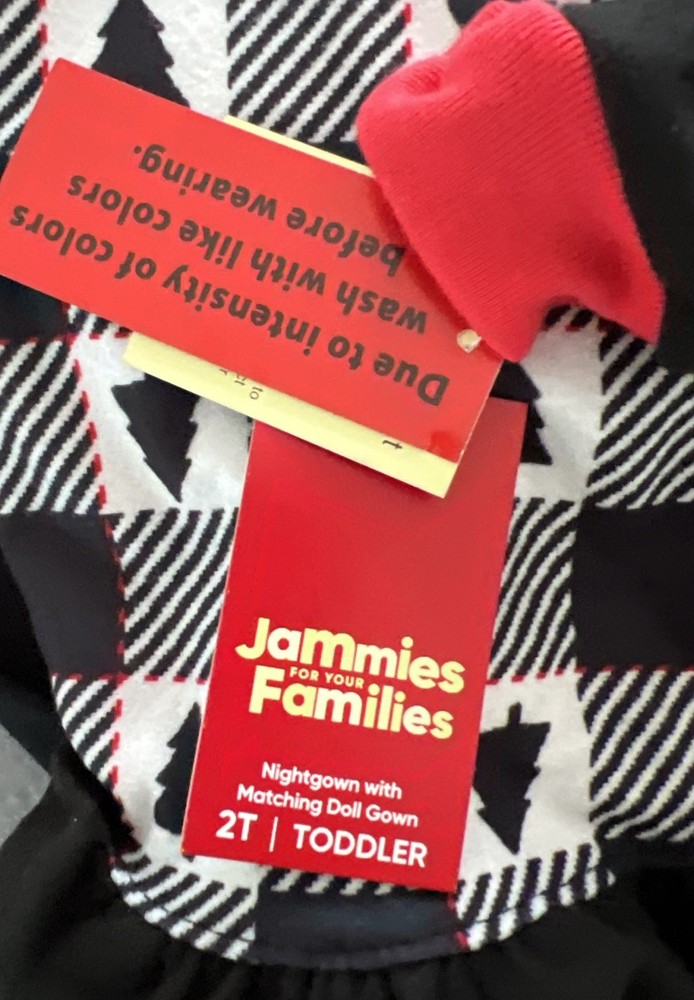 Due to intensity of colors
wash with like colors
before wearing.
Jammies
FOR YOUR
Families
Nightgown with
Matching Doll Gown
2T | TODDLER